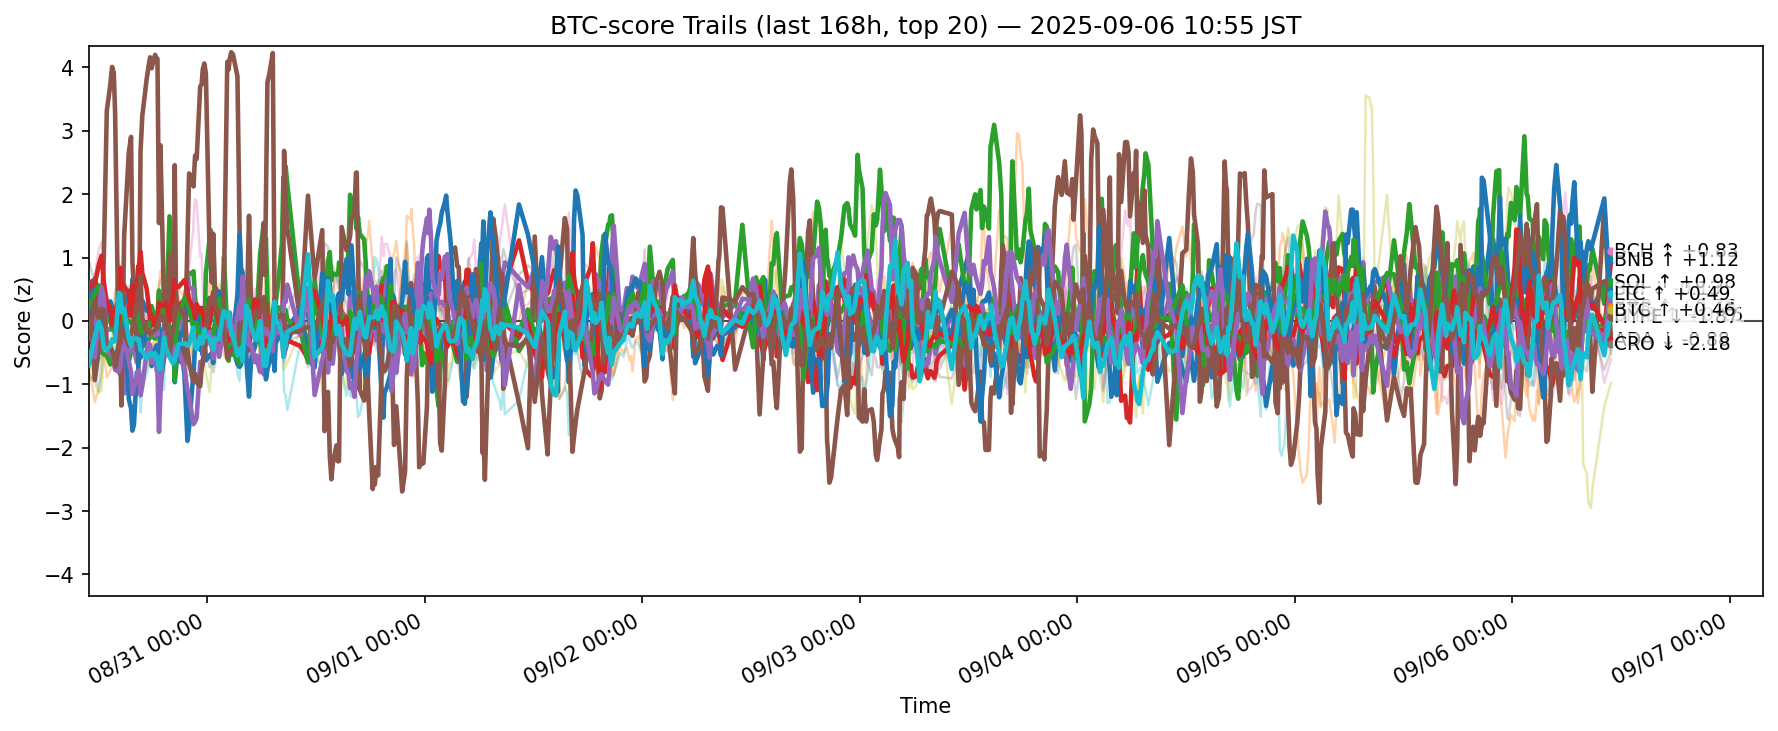 BTC-score Trails (last 168h, top 20) — 2025-09-06 10:55 JST
Score (z)
4
3
2
1
0
−1
−2
−3
−4
BCH ↑ +0.83
BNB ↑ +1.12
SOL ↑ +0.98
LTC ↑ +0.49
BTC ↑ +0.46
HYPE ↓
CRO ↓ -2.18
08/31 00:00
09/01 00:00
09/02 00:00
09/03 00:00
09/04 00:00
09/05 00:00
09/06 00:00
09/07 00:00
Time